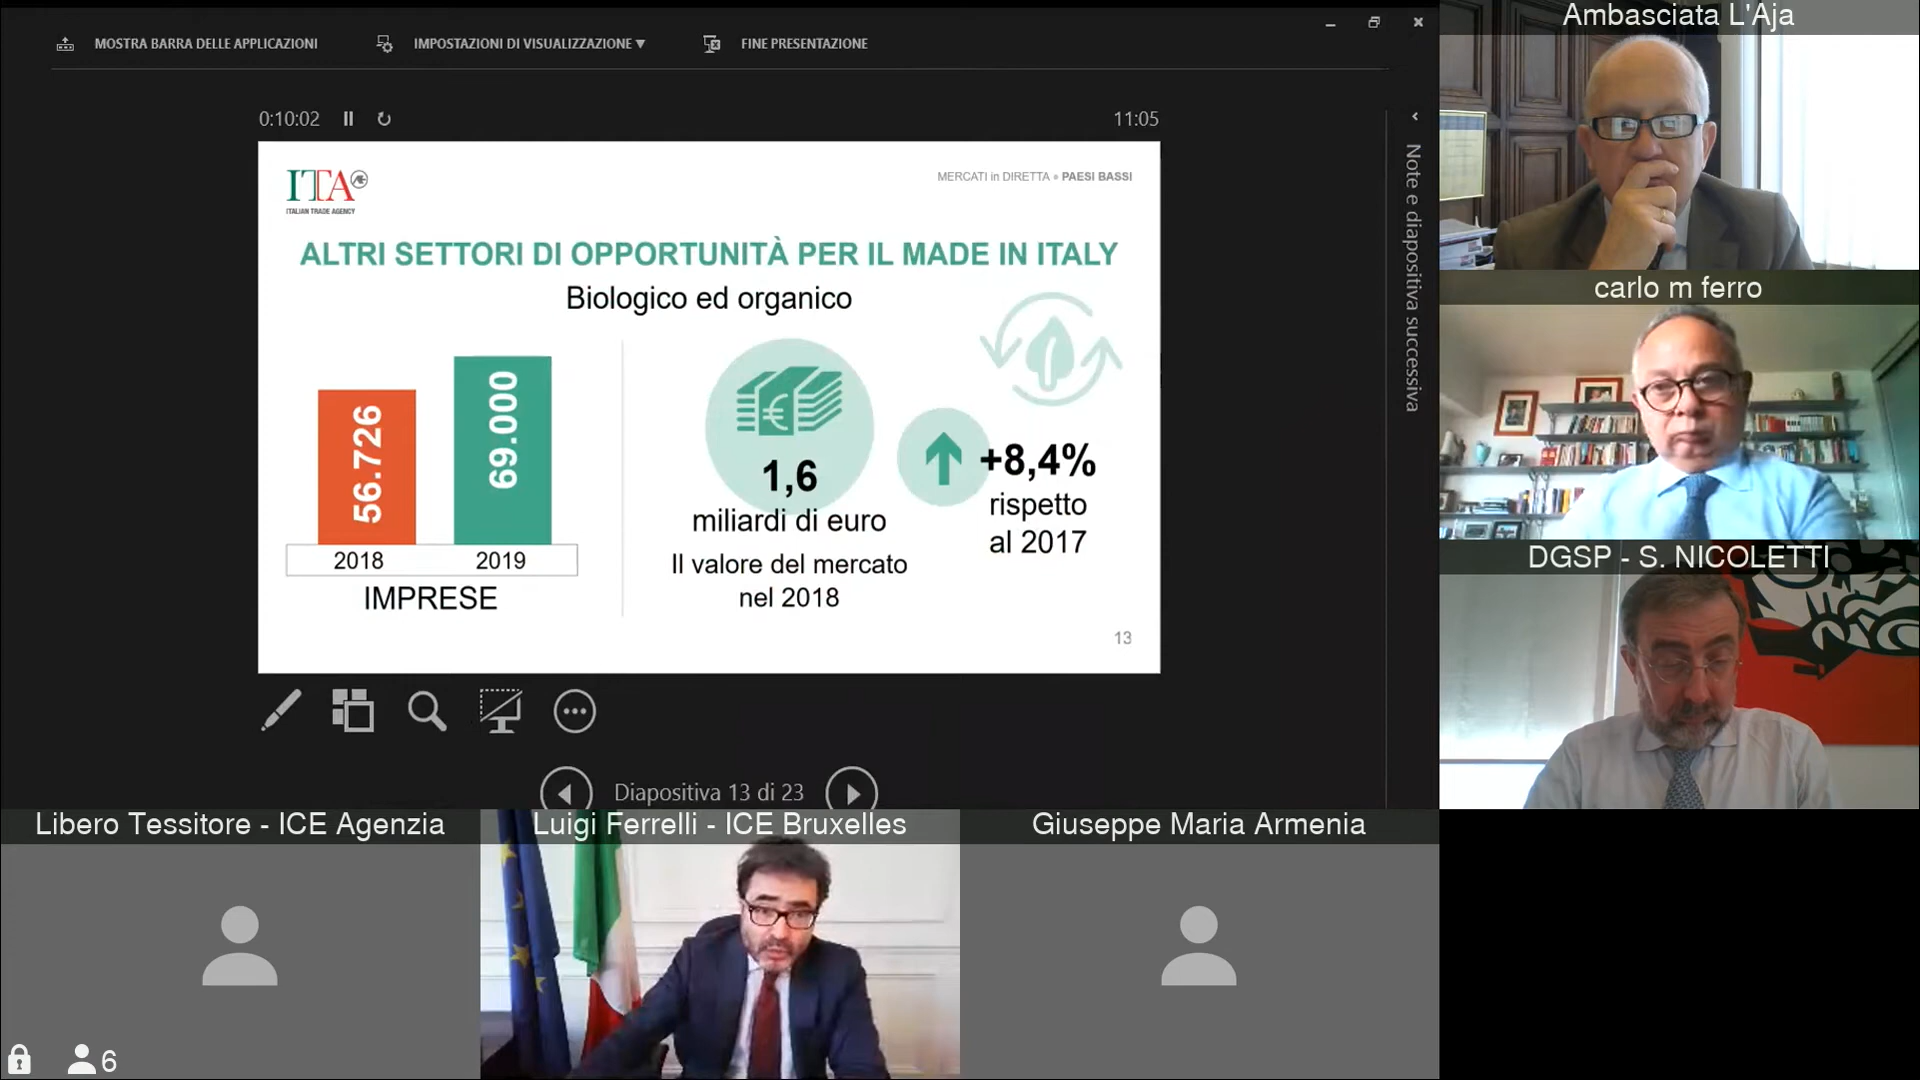 MOSTRA BARRA DELLE APPLICAZIONI
IMPOSTAZIONI DI VISUALIZZAZIONE ▼
FINE PRESENTAZIONE
0:10:02
11:05
Note e diapositiva successiva
ITA
ITALIAN TRADE AGENCY
MERCATI in DIRETTA • PAESI BASSI
ALTRI SETTORI DI OPPORTUNITÀ PER IL MADE IN ITALY
Biologico ed organico
56.726
69.000
2018
2019
IMPRESE
€
1,6
miliardi di euro
Il valore del mercato
nel 2018
+8,4%
rispetto
al 2017
13
Diapositiva 13 di 23
Ambasciata L'Aja
carlo m ferro
DGSP - S. NICOLETTI
Libero Tessitore - ICE Agenzia
Luigi Ferrelli - ICE Bruxelles
Giuseppe Maria Armenia
6